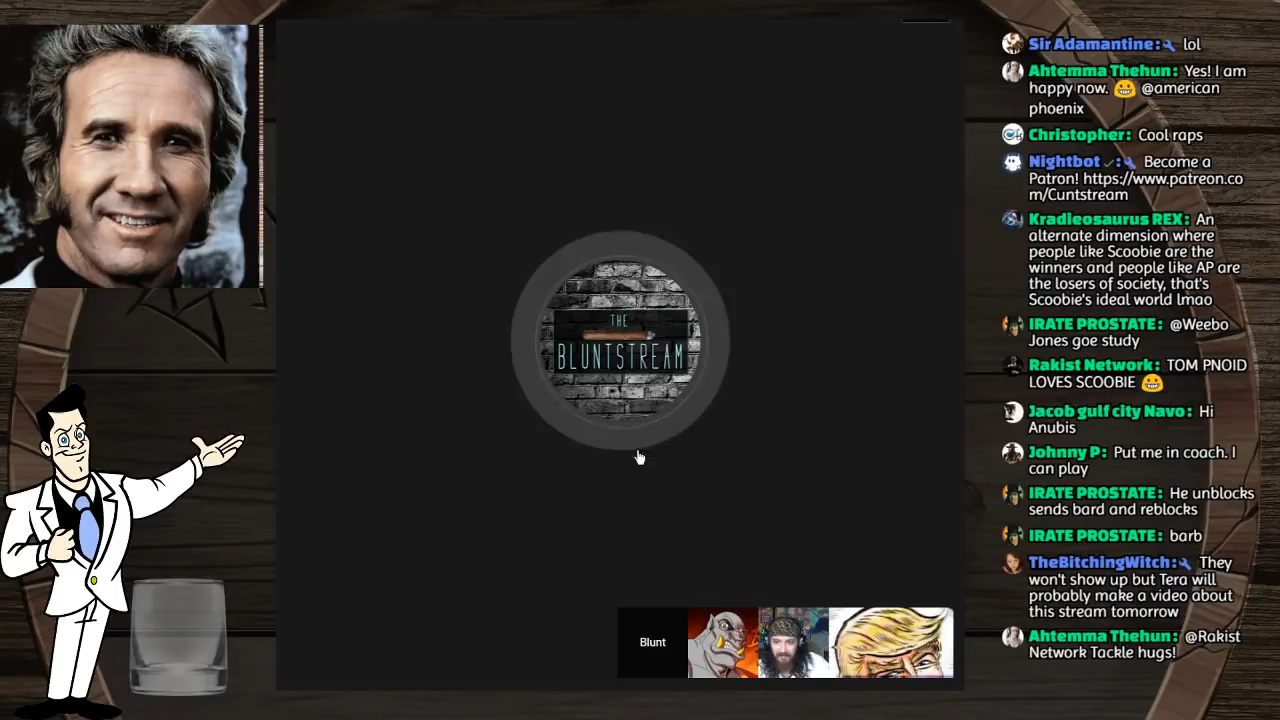 THE
BLUNTSTREAM
Blunt
Sir Adamantine: lol
Ahtemma Thehun: Yes! I am
happy now. 😬 @american
phoenix
Christopher: Cool raps
Nightbot ✓: Become a
Patron! https://www.patreon.co
m/Cuntstream
Kradleosaurus REX: An
alternate dimension where
people like Scoobie are the
winners and people like AP are
the losers of society, that's
Scoobie's ideal world lmao
IRATE PROSTATE: @Weebo
Jones goe study
Rakist Network: TOM PNOID
LOVES SCOOBIE 😬
Jacob gulf city Navo: Hi
Anubis
Johnny P: Put me in coach. I
can play
IRATE PROSTATE: He unblocks
sends bard and reblocks
IRATE PROSTATE: barb
TheBitchingWitch: They
won't show up but Tera will
probably make a video about
this stream tomorrow
Ahtemma Thehun: @Rakist
Network Tackle hugs!